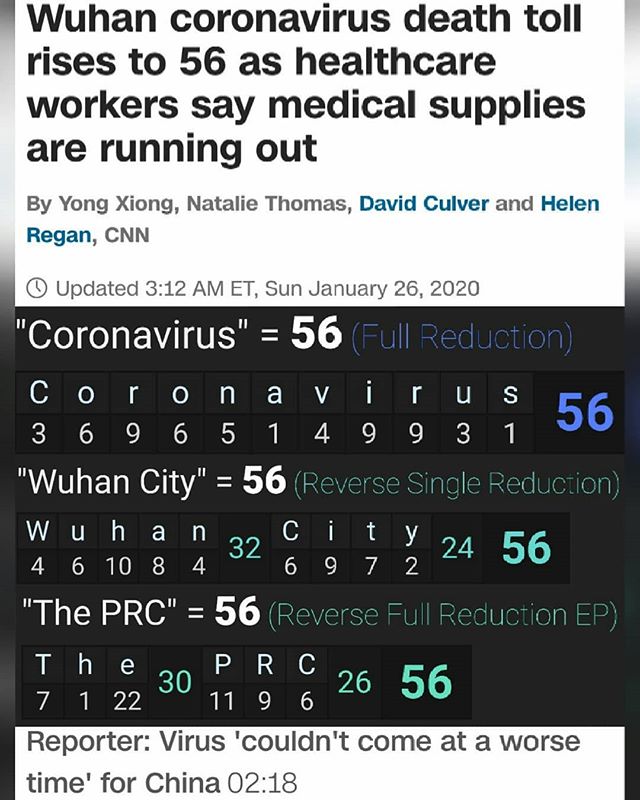 Wuhan coronavirus death toll
rises to 56 as healthcare
workers say medical supplies
are running out
By Yong Xiong, Natalie Thomas, David Culver and Helen
Regan, CNN
Updated 3:12 AM ET, Sun January 26, 2020
"Coronavirus" = 56 (Full Reduction)
C o r o n a v i r u s 56
3 6 9 6 5 1 4 9 9 3 1
"Wuhan City" = 56 (Reverse Single Reduction)
W u h a n 32 C i t y 24 56
4 6 10 8 4 6 9 7 2
"The PRC" = 56 (Reverse Full Reduction EP)
T h e 30 P R C 26 56
7 1 22 11 9 6
Reporter: Virus 'couldn't come at a worse
time' for China 02:18